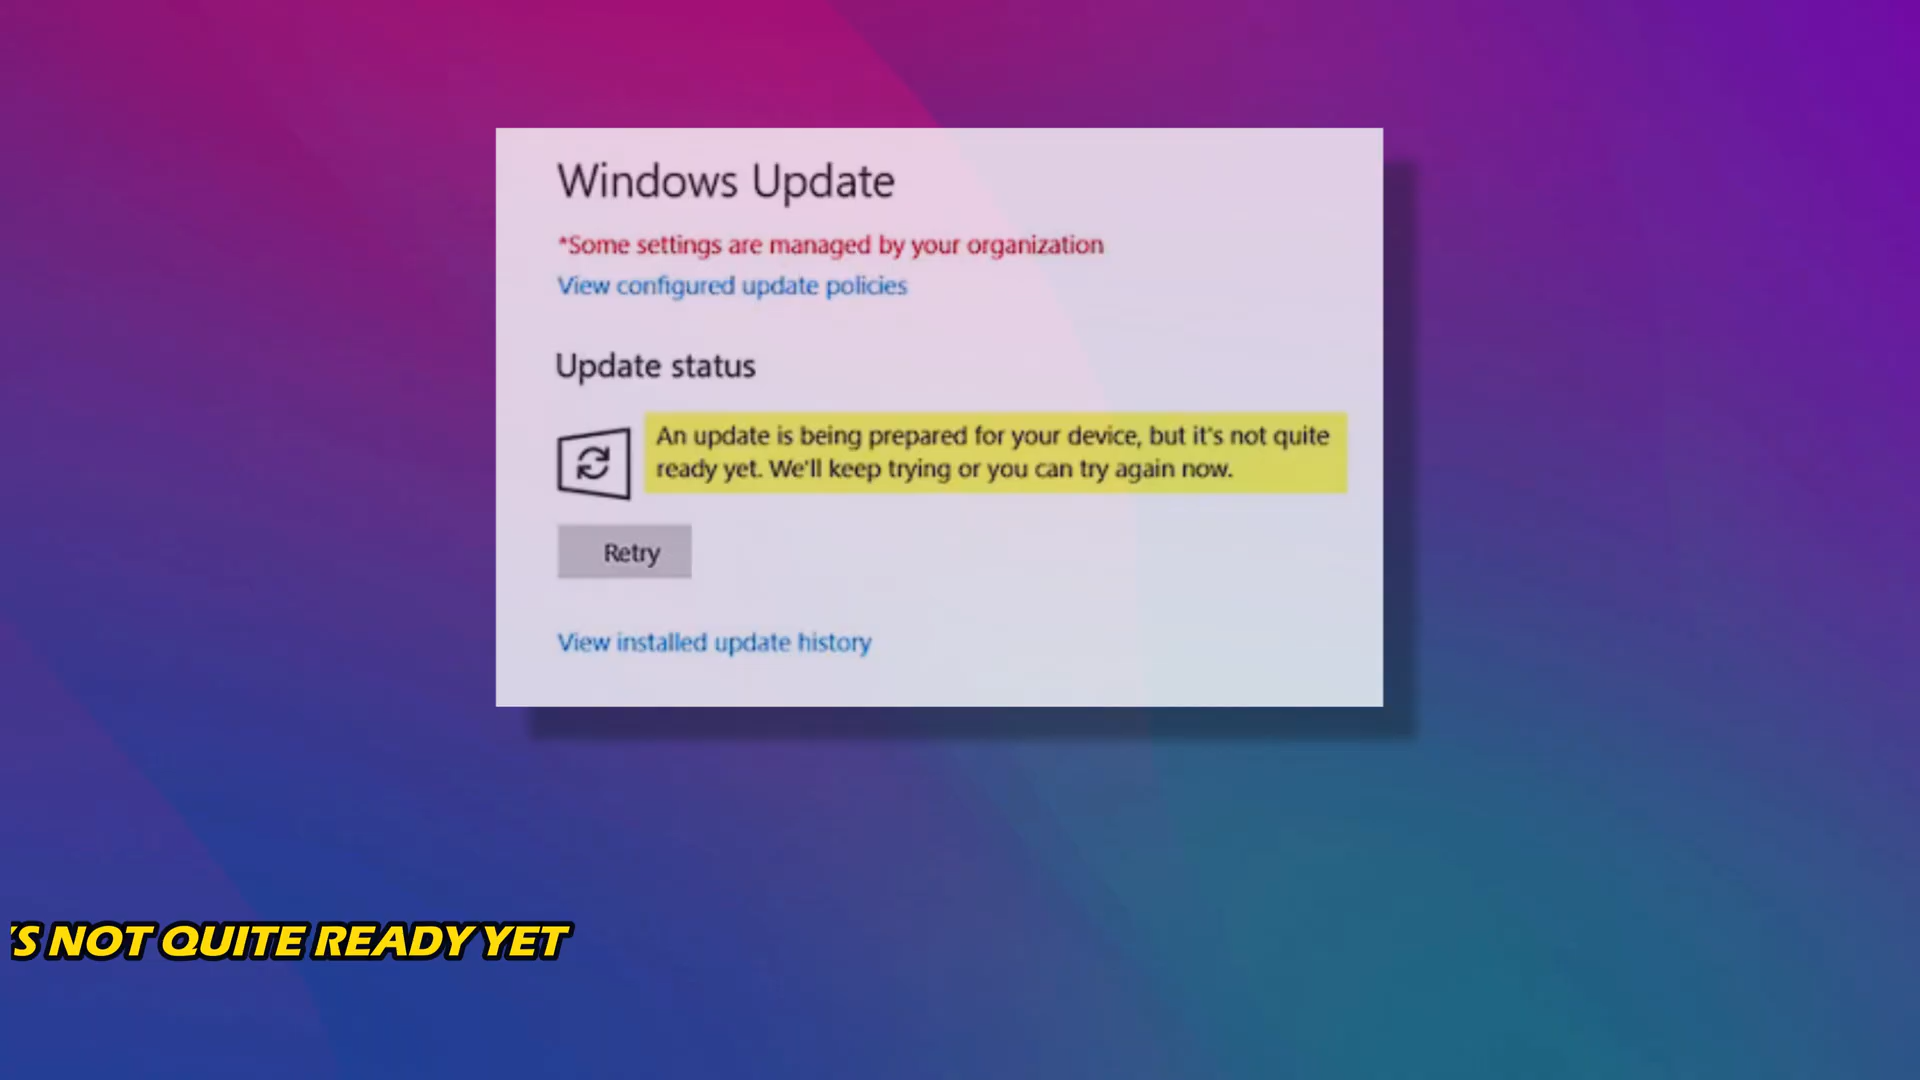 Windows Update
*Some settings are managed by your organization
View configured update policies
Update status
An update is being prepared for your device, but it's not quite
ready yet. We'll keep trying or you can try again now.
Retry
View installed update history
'S NOT QUITE READY YET